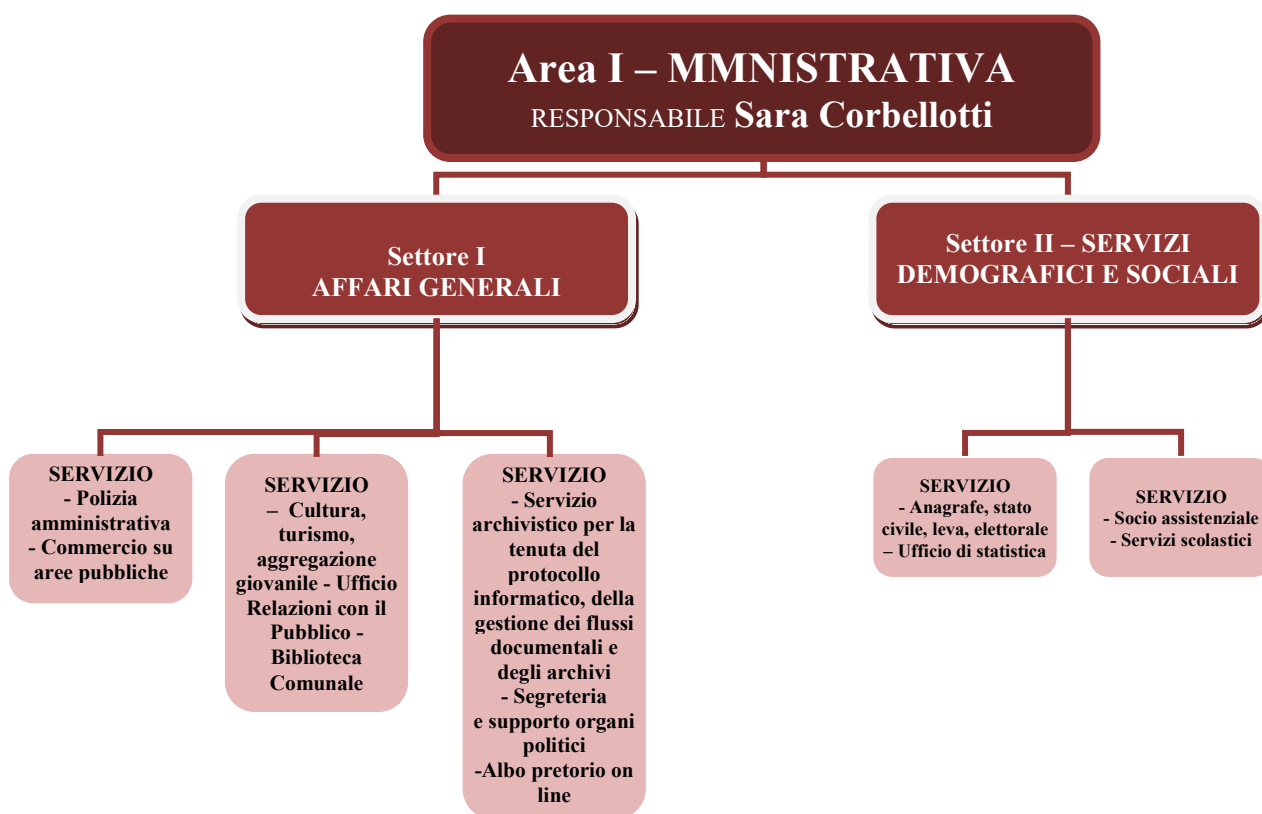 Area I – MMNISTRATIVA
RESPONSABILE Sara Corbellotti
Settore I
AFFARI GENERALI
Settore II – SERVIZI
DEMOGRAFICI E SOCIALI
SERVIZIO
- Polizia
amministrativa
- Commercio su
aree pubbliche
SERVIZIO
– Cultura,
turismo,
aggregazione
giovanile - Ufficio
Relazioni con il
Pubblico -
Biblioteca
Comunale
SERVIZIO
- Servizio
archivistico per la
tenuta del
protocollo
informatico, della
gestione dei flussi
documentali e
degli archivi
- Segreteria
e supporto organi
politici
-Albo pretorio on
line
SERVIZIO
- Anagrafe, stato
civile, leva, elettorale
– Ufficio di statistica
SERVIZIO
- Socio assistenziale
- Servizi scolastici